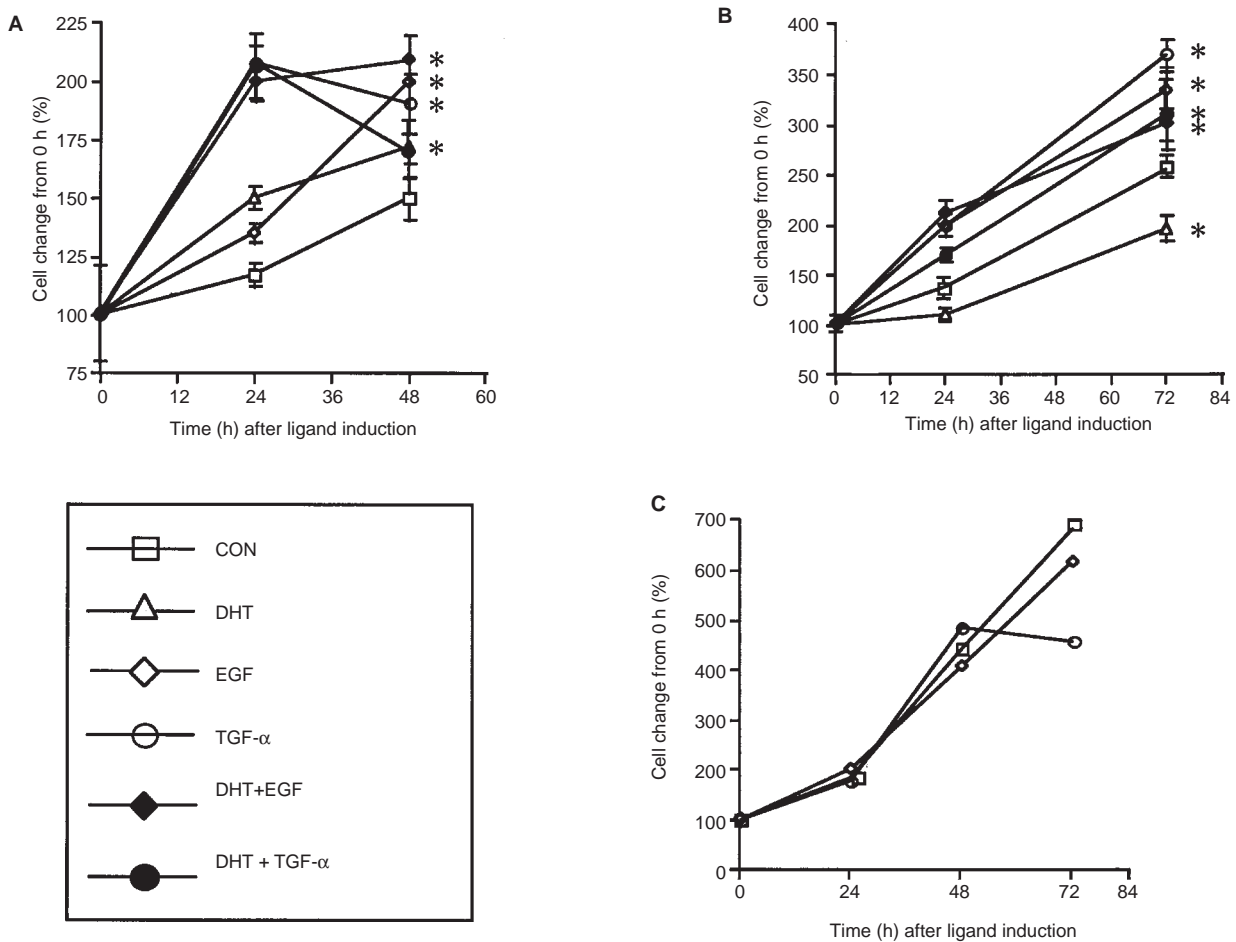 A
225
200
175
150
125
100
75
Cell change from 0 h (%)
0 12 24 36 48 60
Time (h) after ligand induction
*
*
*
*
B
400
350
300
250
200
150
100
50
Cell change from 0 h (%)
0 12 24 36 48 60 72 84
Time (h) after ligand induction
*
*
*
*
*
CON
DHT
EGF
TGF-α
DHT+EGF
DHT + TGF-α
C
700
600
500
400
300
200
100
0
Cell change from 0 h (%)
0 24 48 72 84
Time (h) after ligand induction